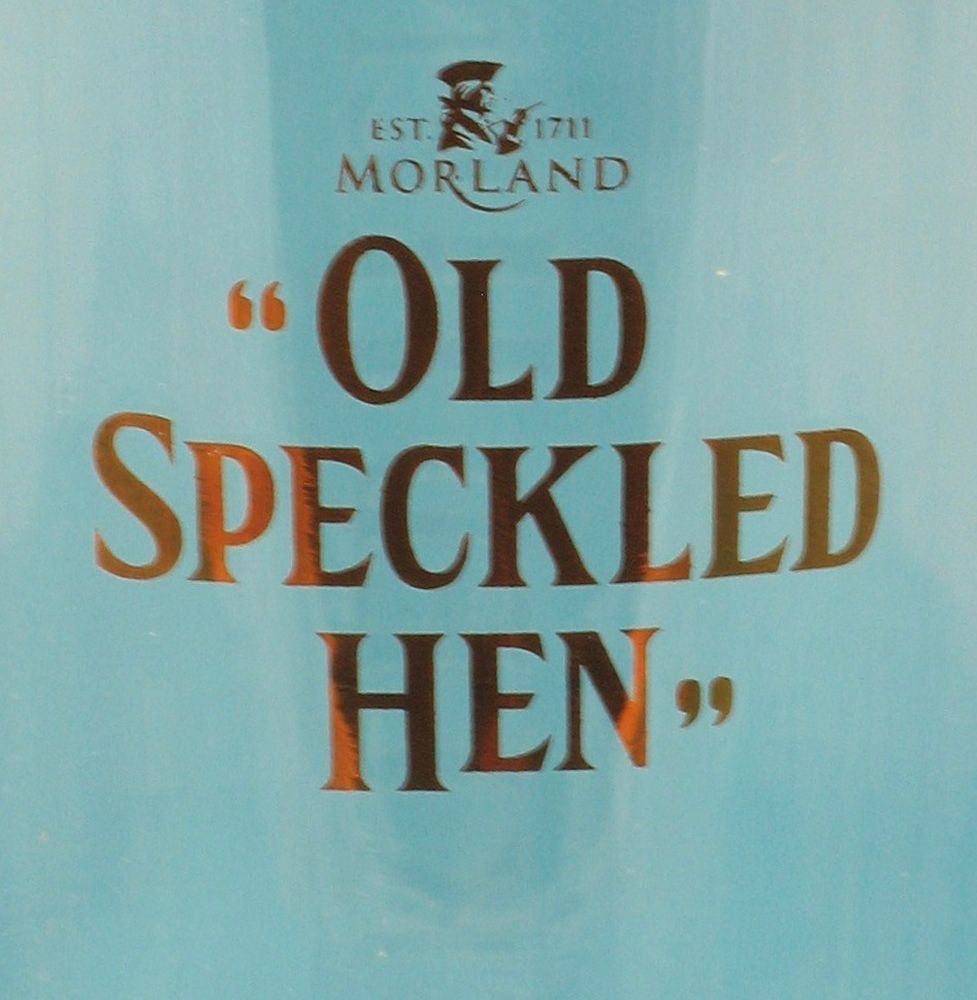 EST. 1711
MORLAND
“OLD
SPECKLED
HEN”